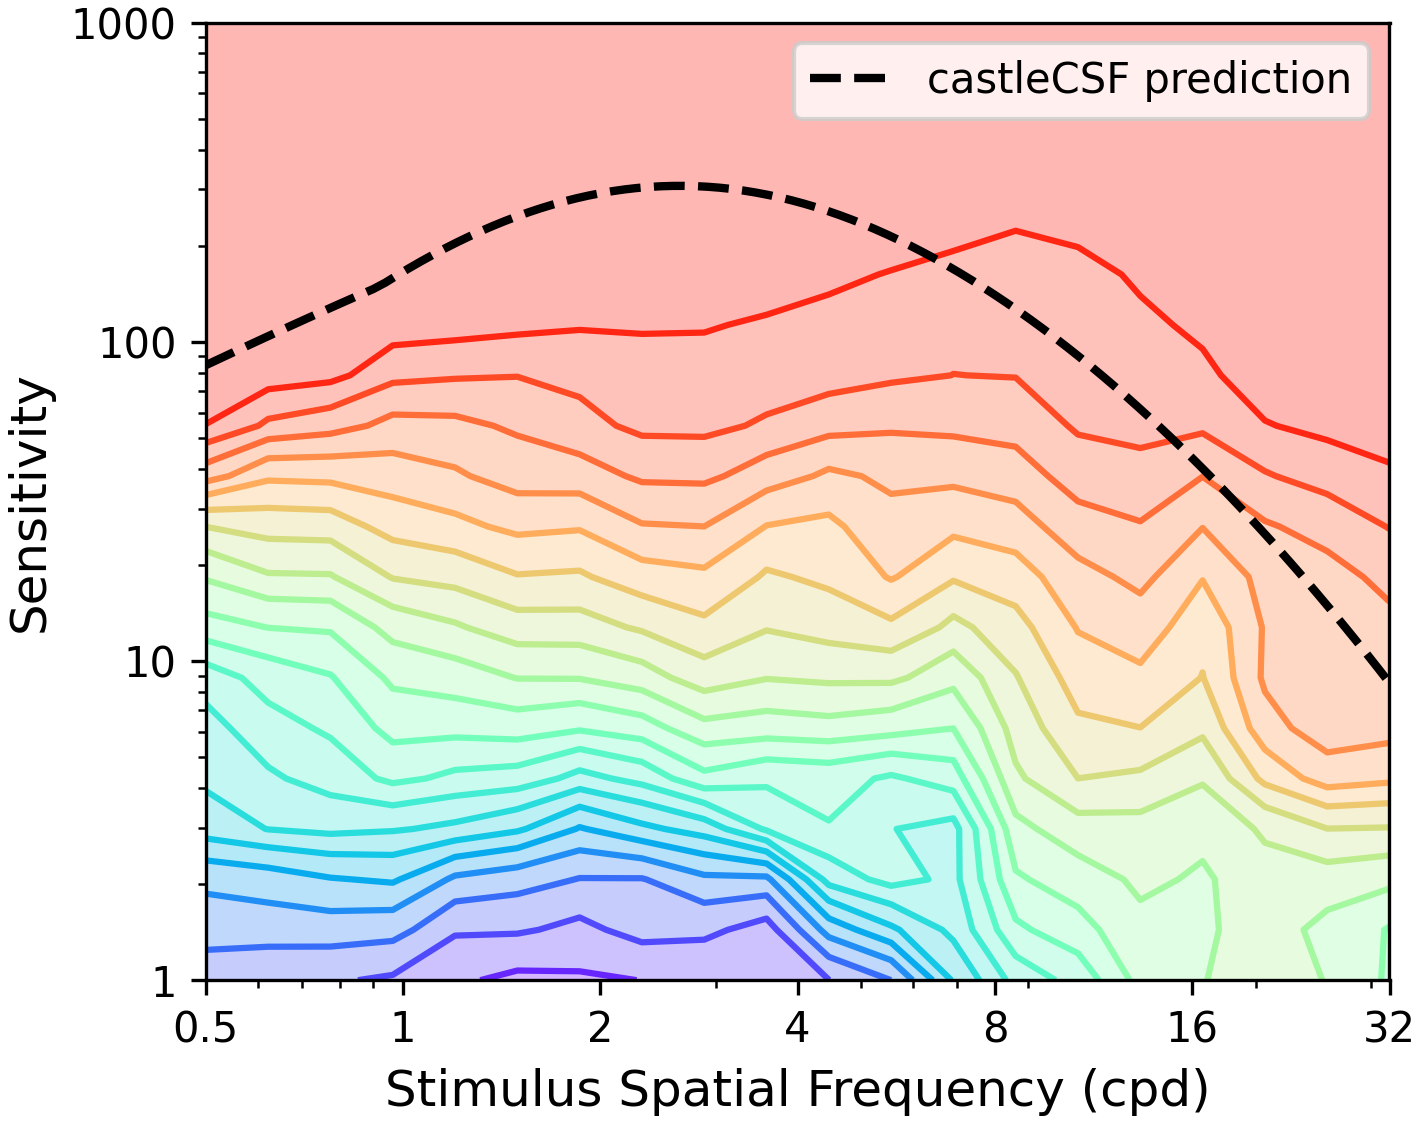 1000
castleCSF prediction
100
Sensitivity
10
1
0.5 1 2 4 8 16 32
Stimulus Spatial Frequency (cpd)